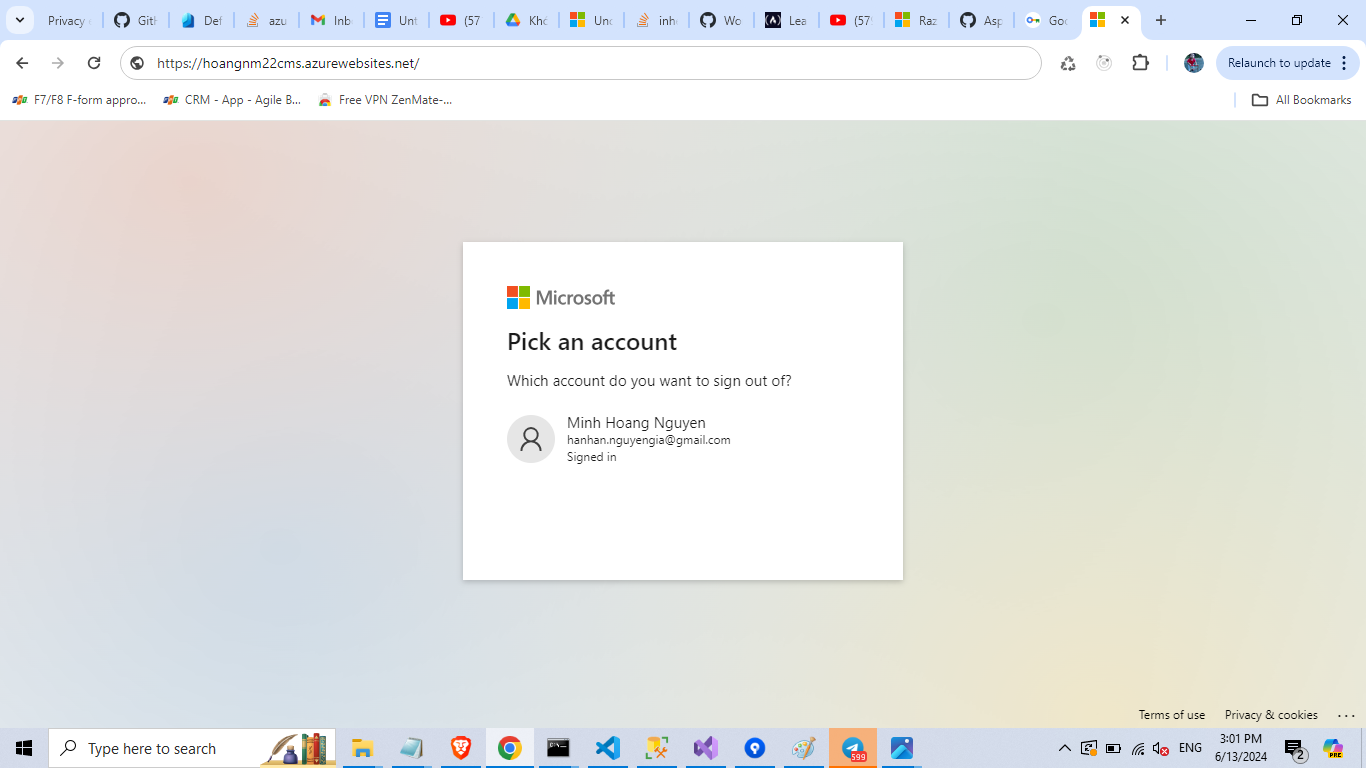 Privacy
Gith
Def
azu
Inb
Unt
(57
Kho
Unc
inhe
Wo
Lea
(57
Raz
Asp
Goo
https://hoangnm22cms.azurewebsites.net/
Relaunch to update
F7/F8 F-form appro...
CRM - App - Agile B...
Free VPN ZenMate-...
All Bookmarks
Microsoft
Pick an account
Which account do you want to sign out of?
Minh Hoang Nguyen
hanhan.nguyengia@gmail.com
Signed in
Terms of use
Privacy & cookies
...
Type here to search
599
ENG
3:01 PM
6/13/2024
2
PRE